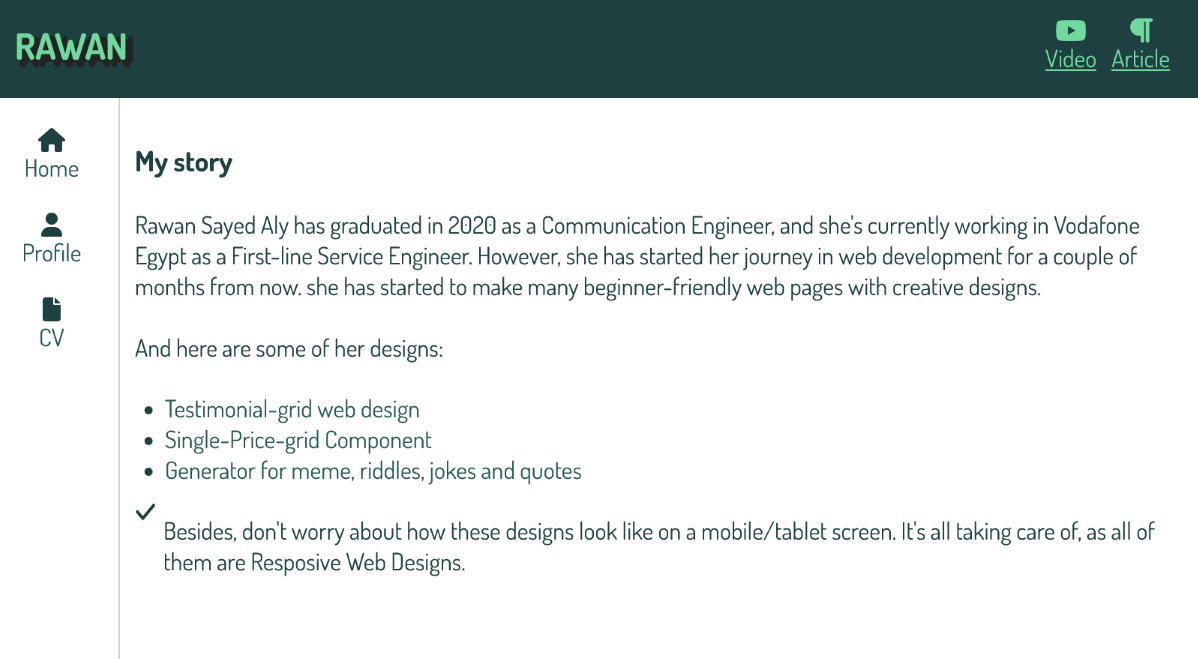 RAWAN
Video
Article
Home
Profile
CV
My story
Rawan Sayed Aly has graduated in 2020 as a Communication Engineer, and she's currently working in Vodafone
Egypt as a First-line Service Engineer. However, she has started her journey in web development for a couple of
months from now. she has started to make many beginner-friendly web pages with creative designs.
And here are some of her designs:
Testimonial-grid web design
Single-Price-grid Component
Generator for meme, riddles, jokes and quotes
Besides, don't worry about how these designs look like on a mobile/tablet screen. It's all taking care of, as all of
them are Resposive Web Designs.